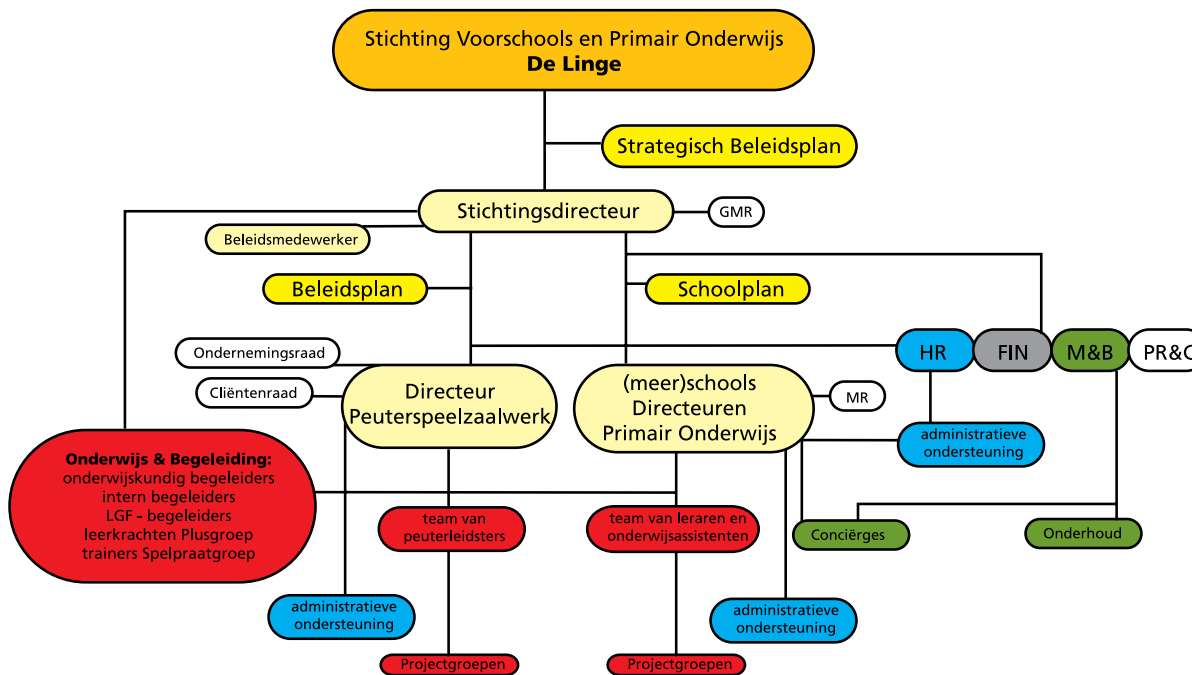 Stichting Voorschools en Primair Onderwijs
De Linge
Strategisch Beleidsplan
Stichtingsdirecteur
GMR
Beleidsmedewerker
Beleidsplan
Schoolplan
Ondernemingsraad
HR
FIN
M&B
PR&C
Cliëntenraad
Directeur
Peuterspeelzaalwerk
(meer)schools
Directeuren
Primair Onderwijs
MR
administratieve
ondersteuning
Onderwijs & Begeleiding:
onderwijskundig begeleiders
intern begeleiders
LGF - begeleiders
leerkrachten Plusgroep
trainers Spelpraatgroep
team van
peuterleidsters
team van leraren en
onderwijsassistenten
Conciërges
Onderhoud
administratieve
ondersteuning
administratieve
ondersteuning
Projectgroepen
Projectgroepen